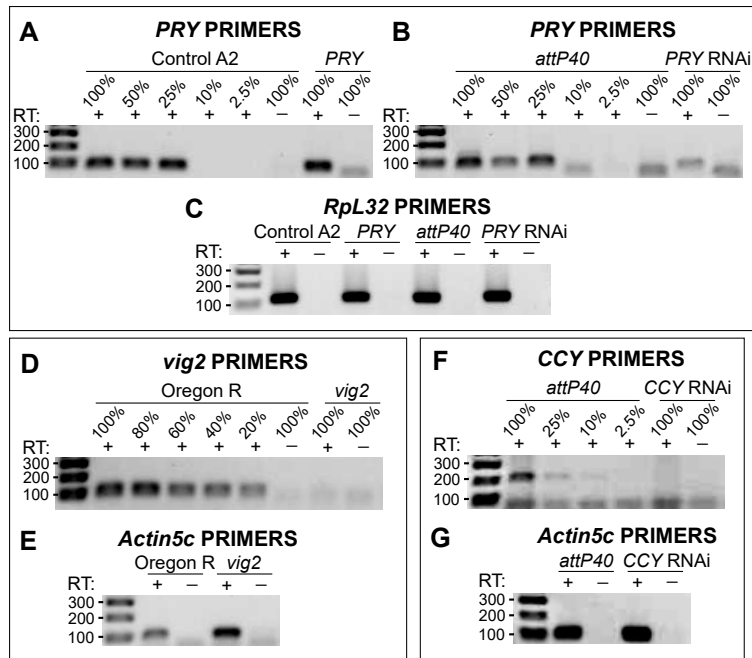 A
PRY PRIMERS
Control A2
PRY
100% 50% 25% 10% 2.5% 100% 100% 100%
RT: + + + + + – + –
300
200
100
B
PRY PRIMERS
attP40
PRY RNAi
100% 50% 25% 10% 2.5% 100% 100% 100%
RT: + + + + + – + –
300
200
100
C
RpL32 PRIMERS
Control A2 PRY attP40 PRY RNAi
RT: + – + – + – + –
300
200
100
D
vig2 PRIMERS
Oregon R
vig2
100% 80% 60% 40% 20% 100% 100% 100%
RT: + + + + + – + –
300
200
100
E
Actin5c PRIMERS
Oregon R vig2
RT: + – + –
300
200
100
F
CCY PRIMERS
attP40
CCY RNAi
100% 25% 10% 2.5% 100% 100%
RT: + + + + + –
300
200
100
G
Actin5c PRIMERS
attP40 CCY RNAi
RT: + – + –
300
200
100